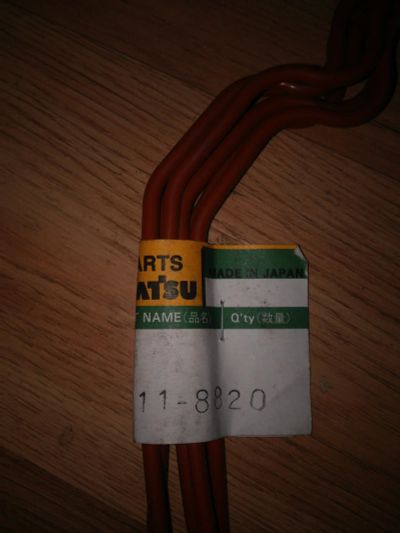 ARTS
MADE IN JAPAN
ATSU
T NAME(品名)
Q'ty(数量)
11-8820